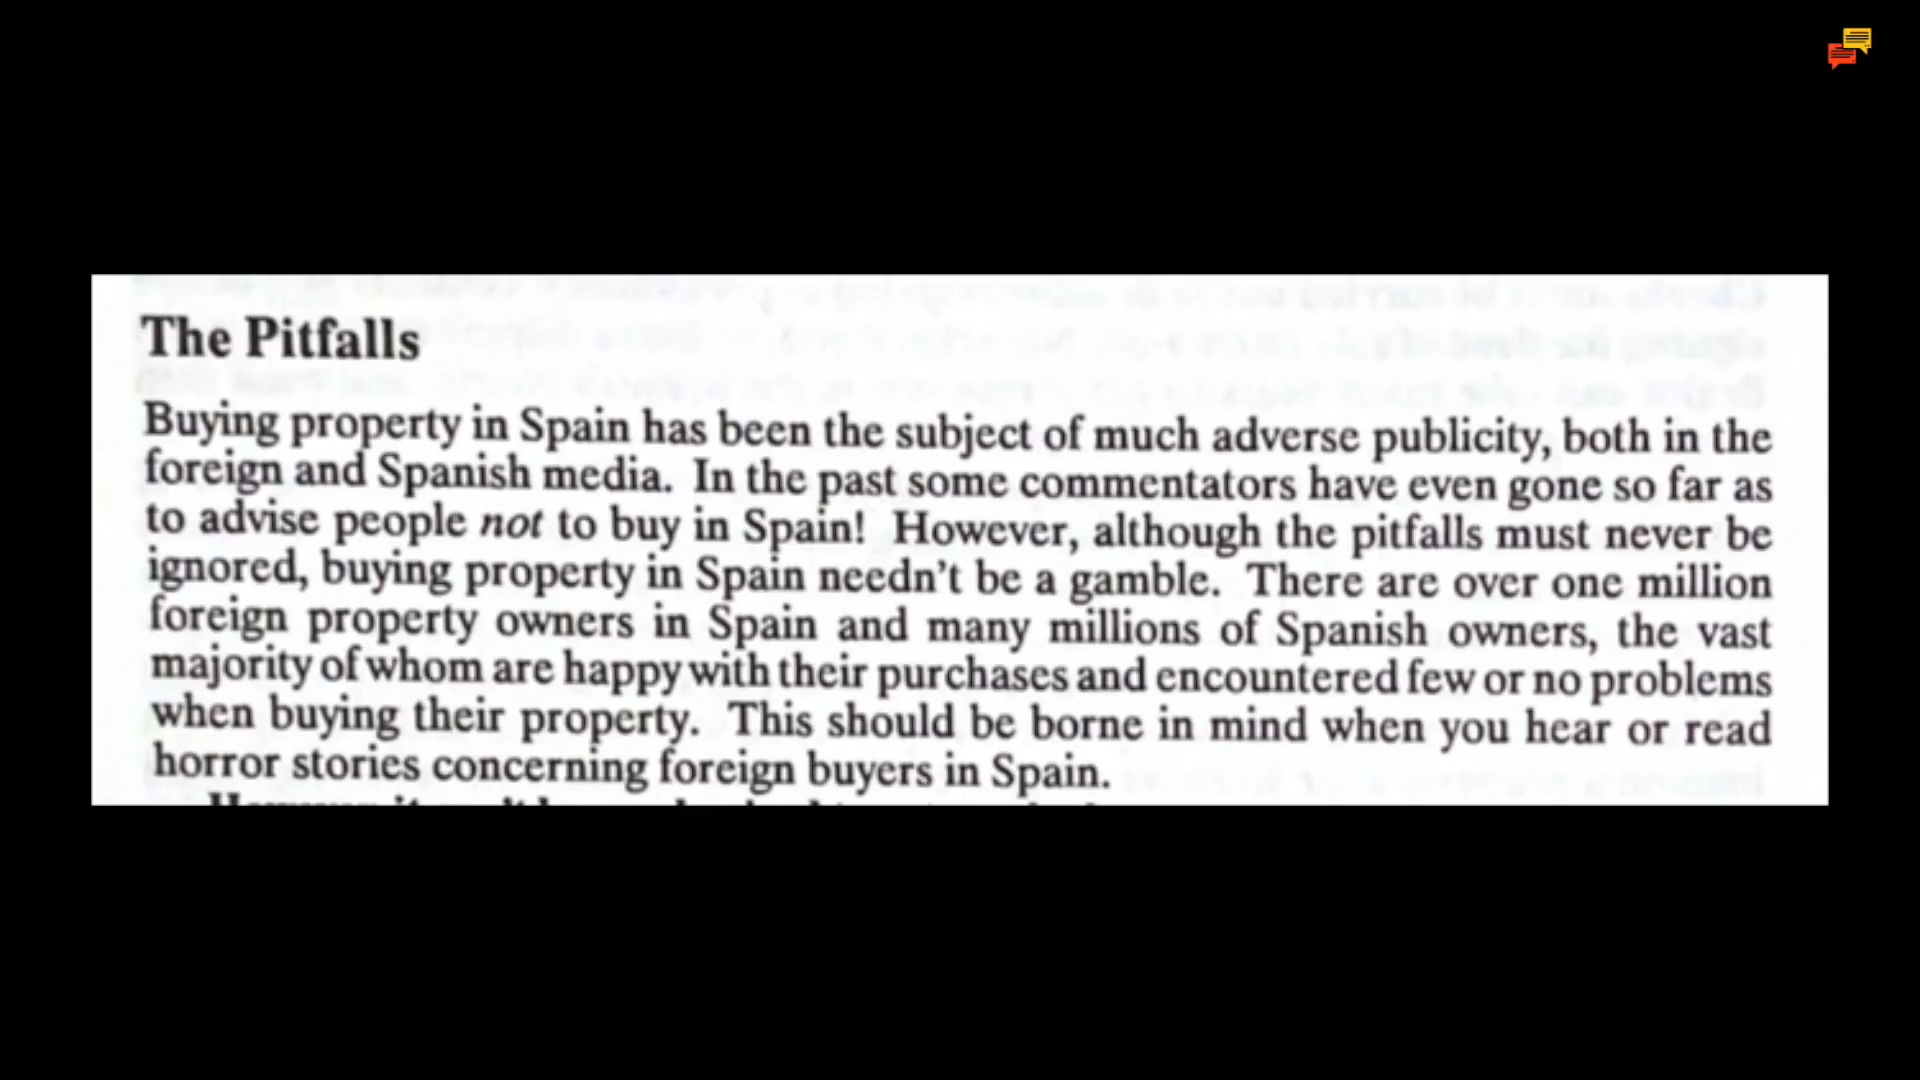 The Pitfalls
Buying property in Spain has been the subject of much adverse publicity, both in the
foreign and Spanish media. In the past some commentators have even gone so far as
to advise people not to buy in Spain! However, although the pitfalls must never be
ignored, buying property in Spain needn't be a gamble. There are over one million
foreign property owners in Spain and many millions of Spanish owners, the vast
majority of whom are happy with their purchases and encountered few or no problems
when buying their property. This should be borne in mind when you hear or read
horror stories concerning foreign buyers in Spain.